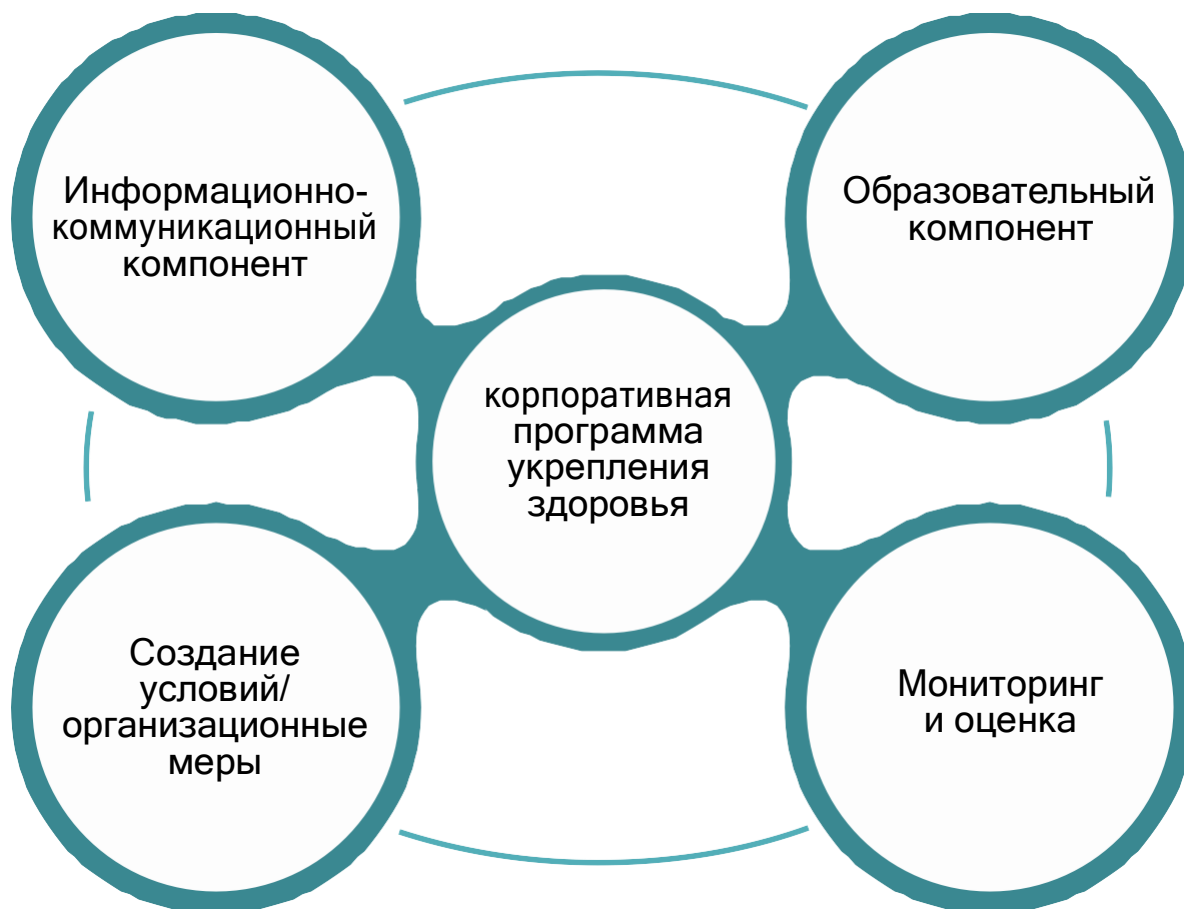 Информационно-
коммуникационный
компонент
Образовательный
компонент
корпоративная
программа
укрепления
здоровья
Создание
условий/
организационные
меры
Мониторинг
и оценка